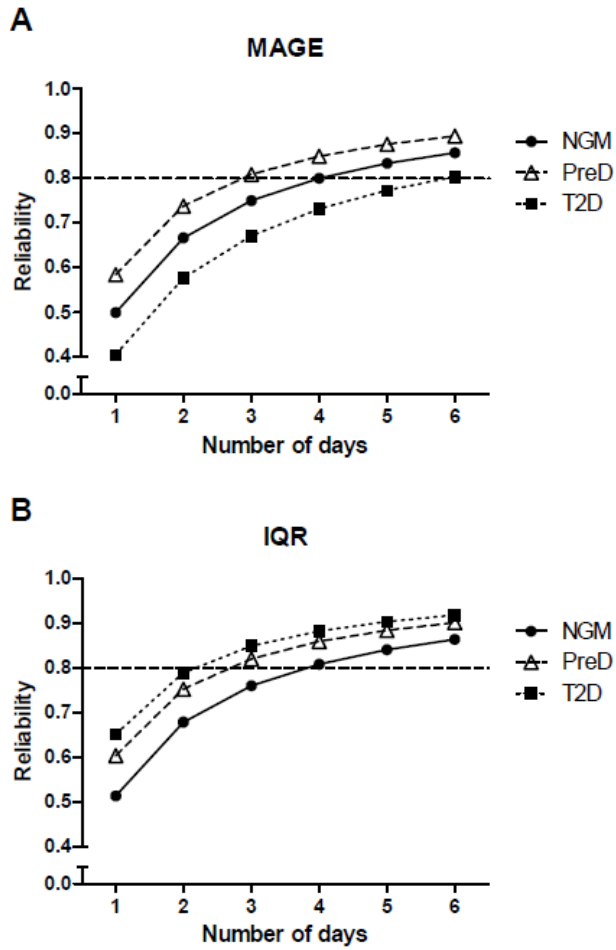 A
MAGE
1.0
0.9
0.8
0.7
0.6
0.5
0.4
0.0
Reliability
1 2 3 4 5 6
Number of days
NGM
PreD
T2D
B
IQR
1.0
0.9
0.8
0.7
0.6
0.5
0.4
0.0
Reliability
1 2 3 4 5 6
Number of days
NGM
PreD
T2D